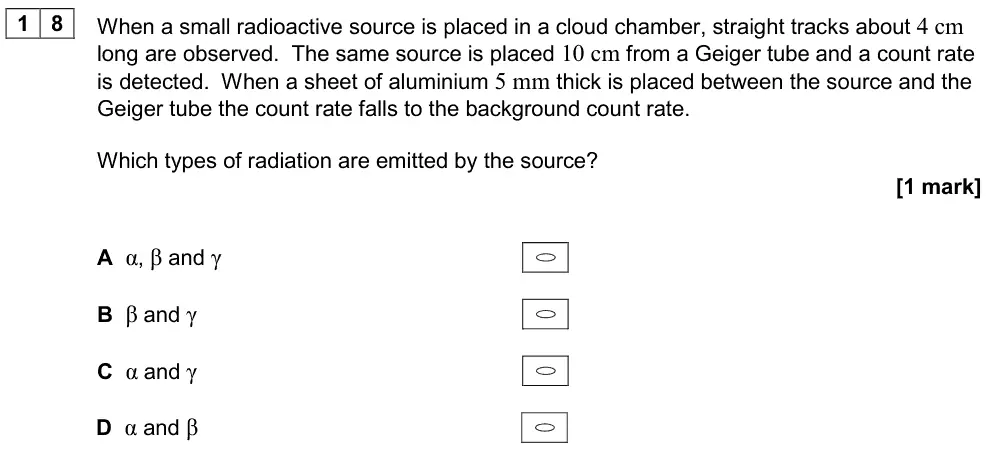 1 8 When a small radioactive source is placed in a cloud chamber, straight tracks about 4 cm
long are observed. The same source is placed 10 cm from a Geiger tube and a count rate
is detected. When a sheet of aluminium 5 mm thick is placed between the source and the
Geiger tube the count rate falls to the background count rate.
Which types of radiation are emitted by the source?
[1 mark]
A α, β and γ
B β and γ
C α and γ
D α and β